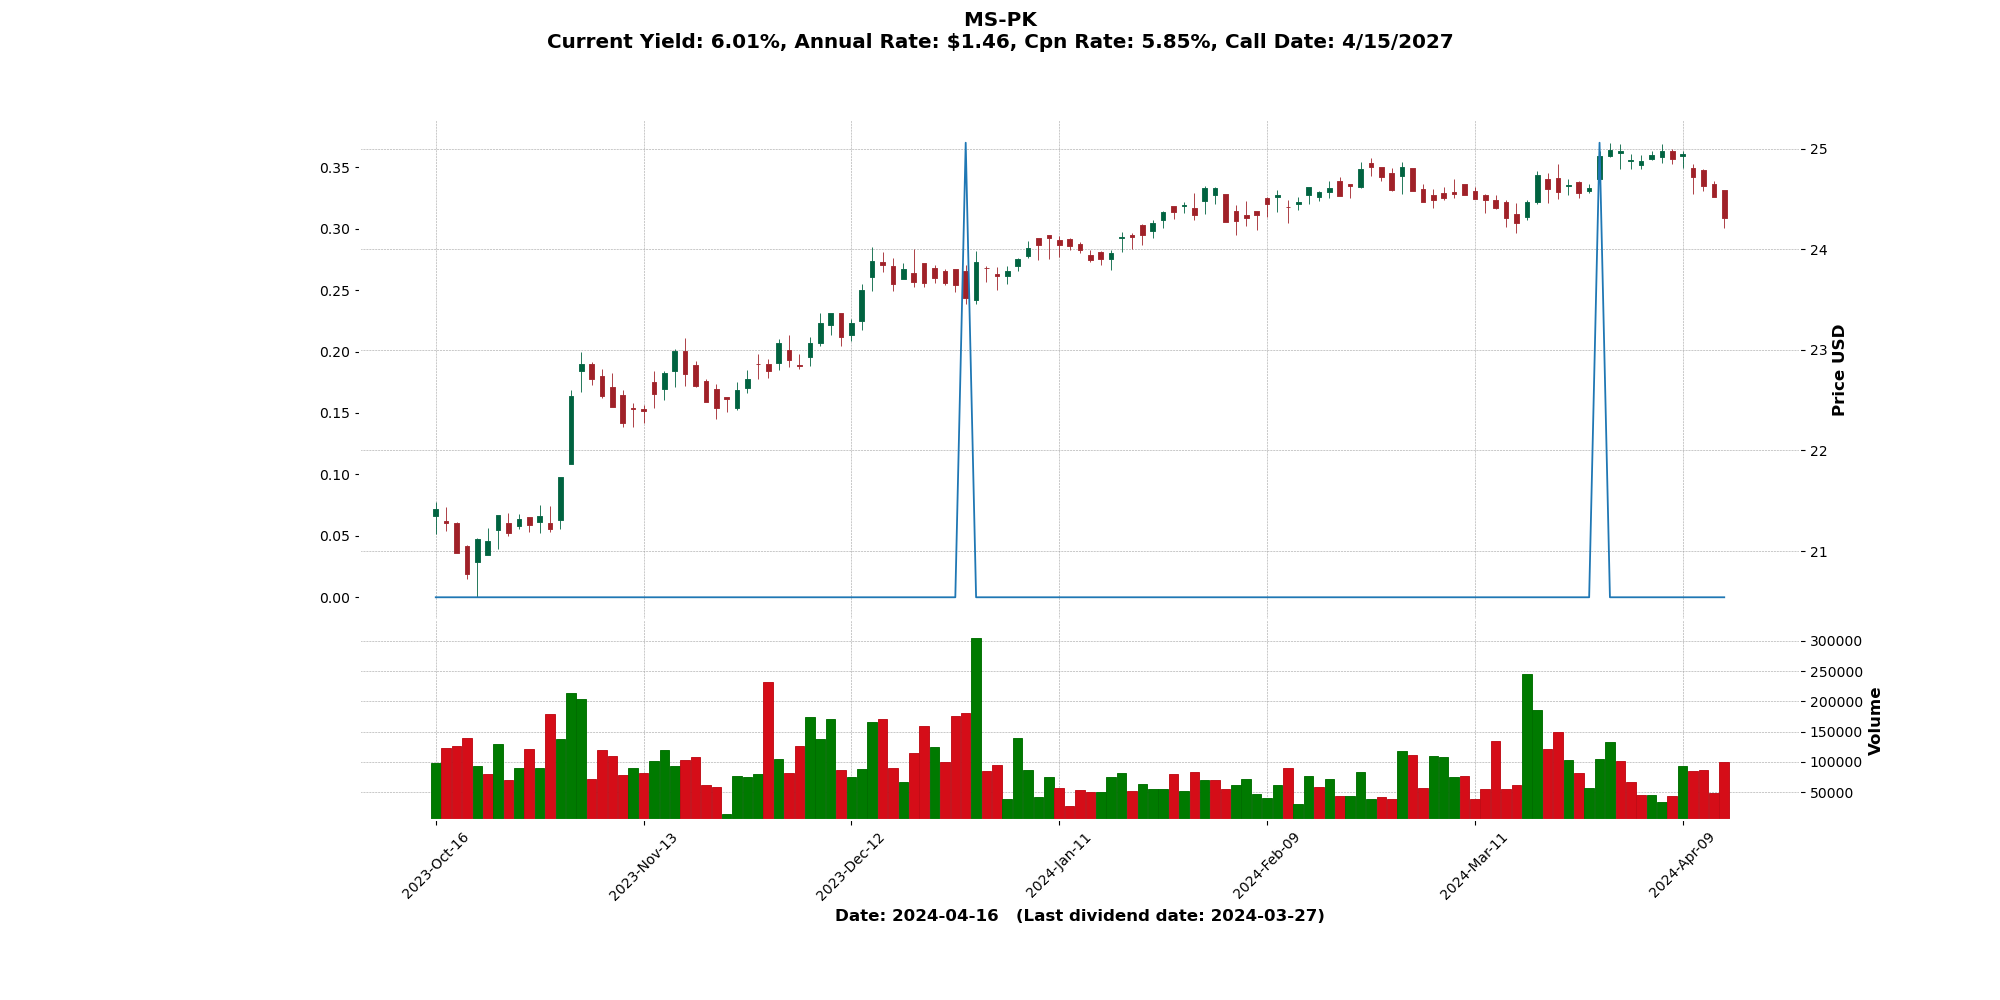 MS-PK
Current Yield: 6.01%, Annual Rate: $1.46, Cpn Rate: 5.85%, Call Date: 4/15/2027
0.35
0.30
0.25
0.20
0.15
0.10
0.05
0.00
25
24
23
22
21
Price USD
300000
250000
200000
150000
100000
50000
Volume
2023-Oct-16
2023-Nov-13
2023-Dec-12
2024-Jan-11
2024-Feb-09
2024-Mar-11
2024-Apr-09
Date: 2024-04-16 (Last dividend date: 2024-03-27)